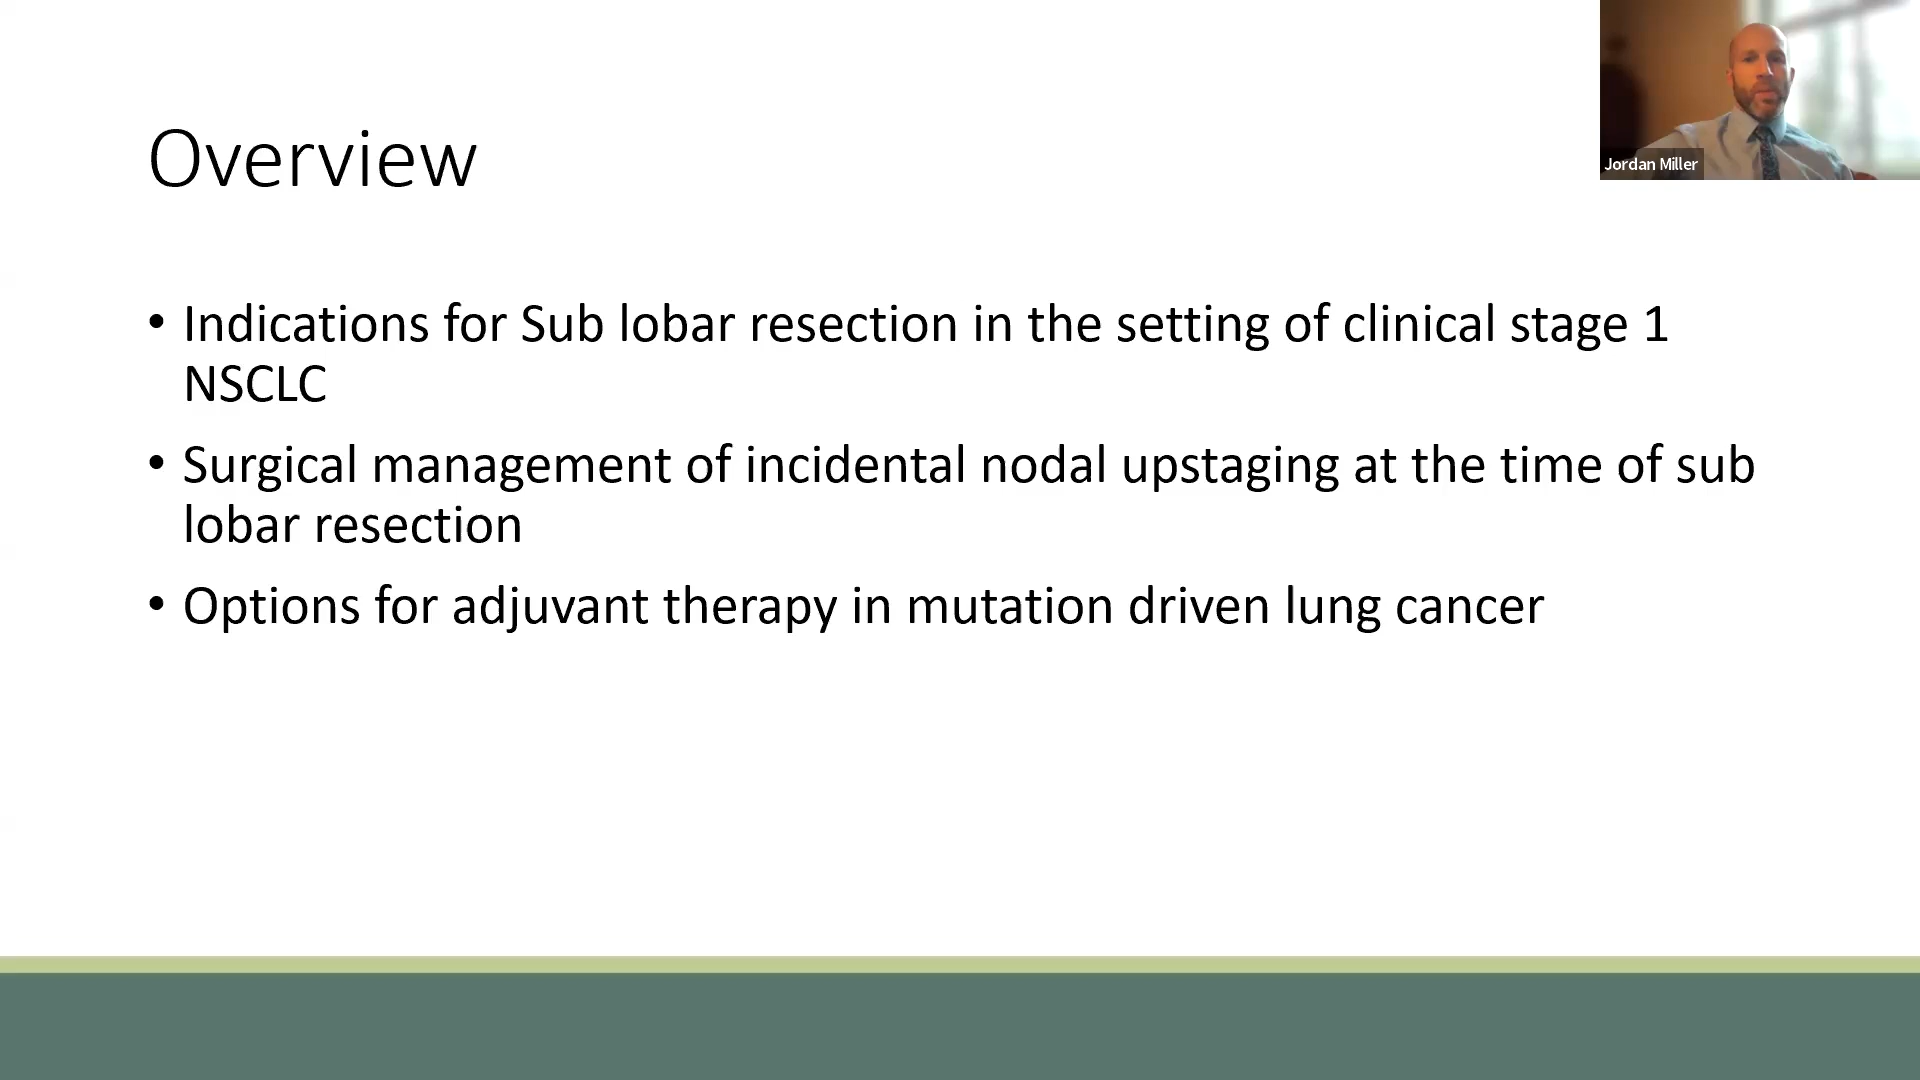 Overview
Jordan Miller
• Indications for Sub lobar resection in the setting of clinical stage 1
NSCLC
• Surgical management of incidental nodal upstaging at the time of sub
lobar resection
• Options for adjuvant therapy in mutation driven lung cancer